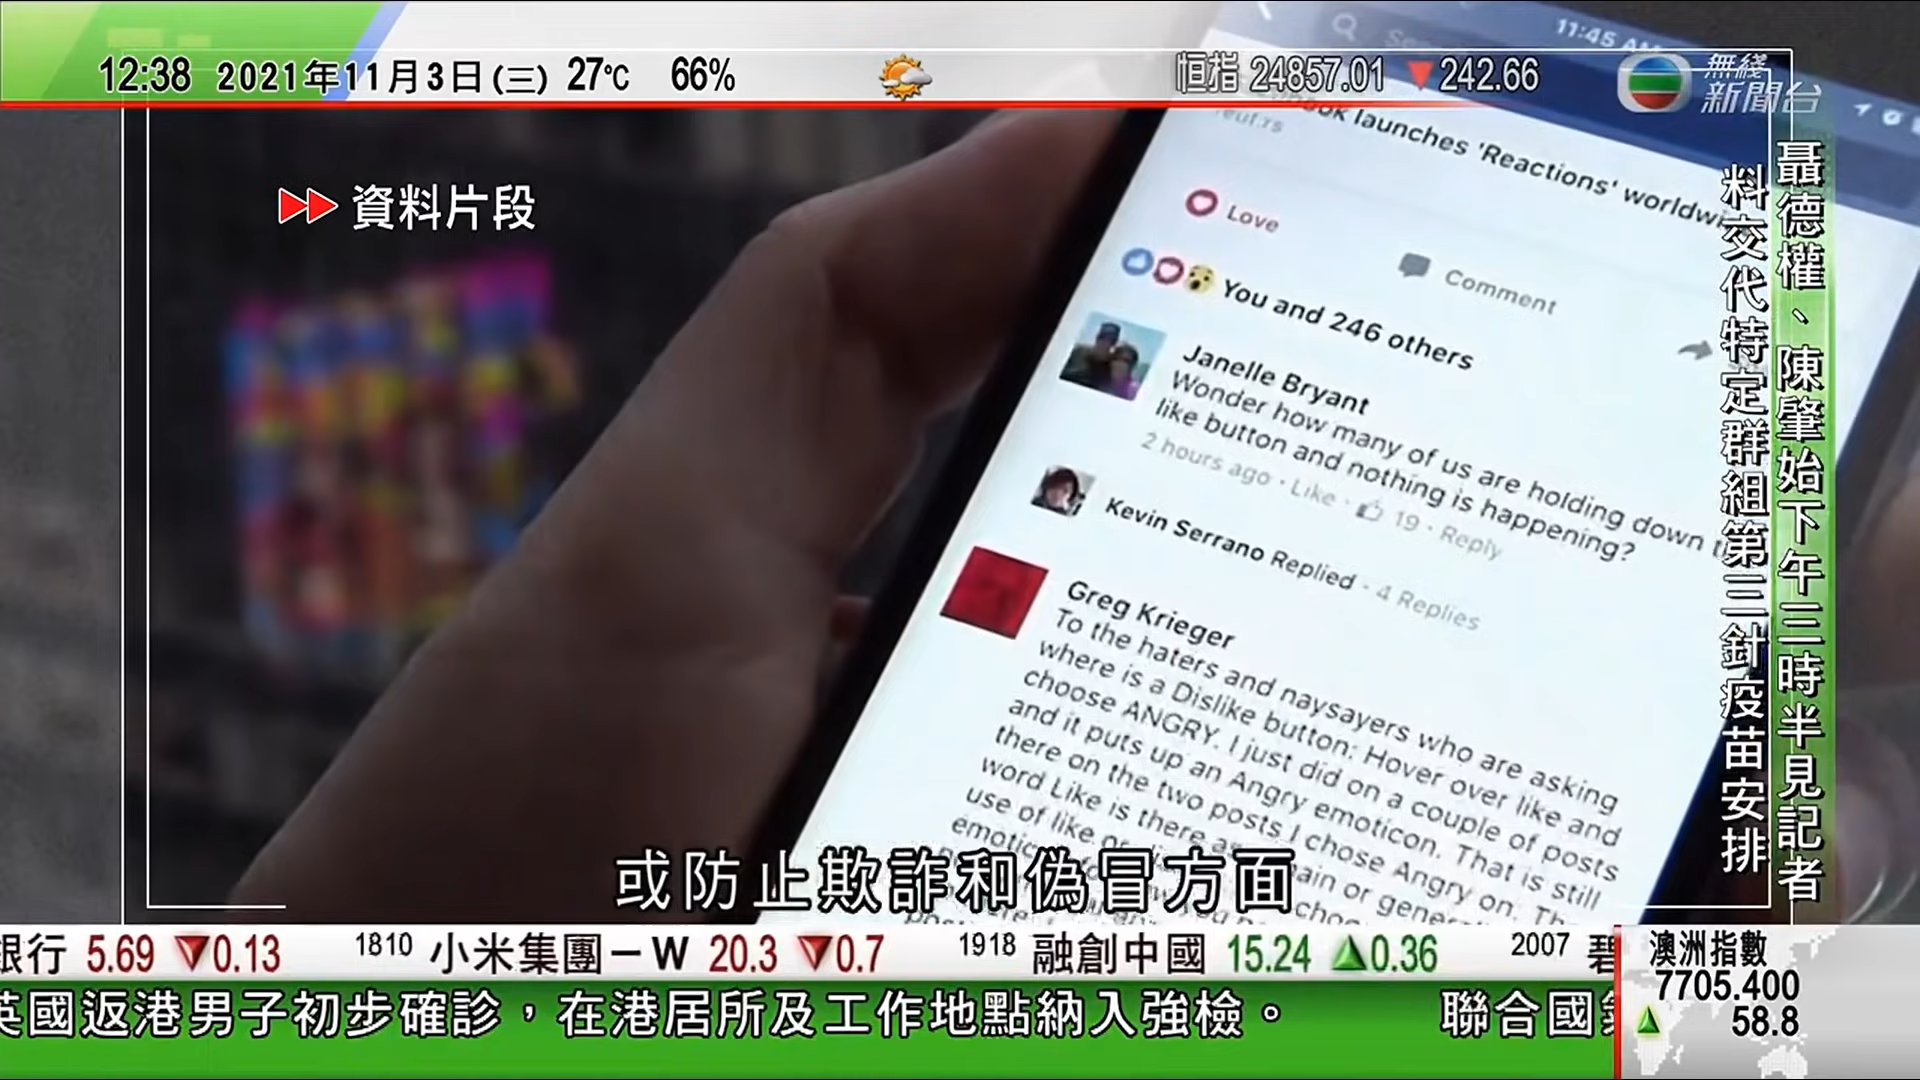 12:38 2021年11月3日(三) 27℃ 66%
恒指 24857.01 ▼242.66
無綫
新聞台
11:45 AM
launches 'Reactions'
eut.rs
資料片段
Love
Comment
You and 246 others
Janelle Bryant
Wonder how many of us are holding down
like button and nothing is happening?
2 hours ago · Like · 19 · Reply
Kevin Serrano Replied · 4 Replies
Greg Krieger
To the haters and naysayers who are asking
where is a Dislike button: Hover over like and
choose ANGRY. I just did on a couple of posts
and it puts up an Angry emoticon. That is still
there on the two posts I chose Angry on.
word Like is there
use of like
聶德權、陳肇始下午三時半見記者
料交代特定群組第三針疫苗安排
或防止欺詐和偽冒方面
銀行 5.69 ▼0.13 1810 小米集團－W 20.3 ▼0.7 1918 融創中國 15.24 ▲0.36 2007 碧
英國返港男子初步確診，在港居所及工作地點納入強檢。 聯合國
澳洲指數
7705.400
▲ 58.8